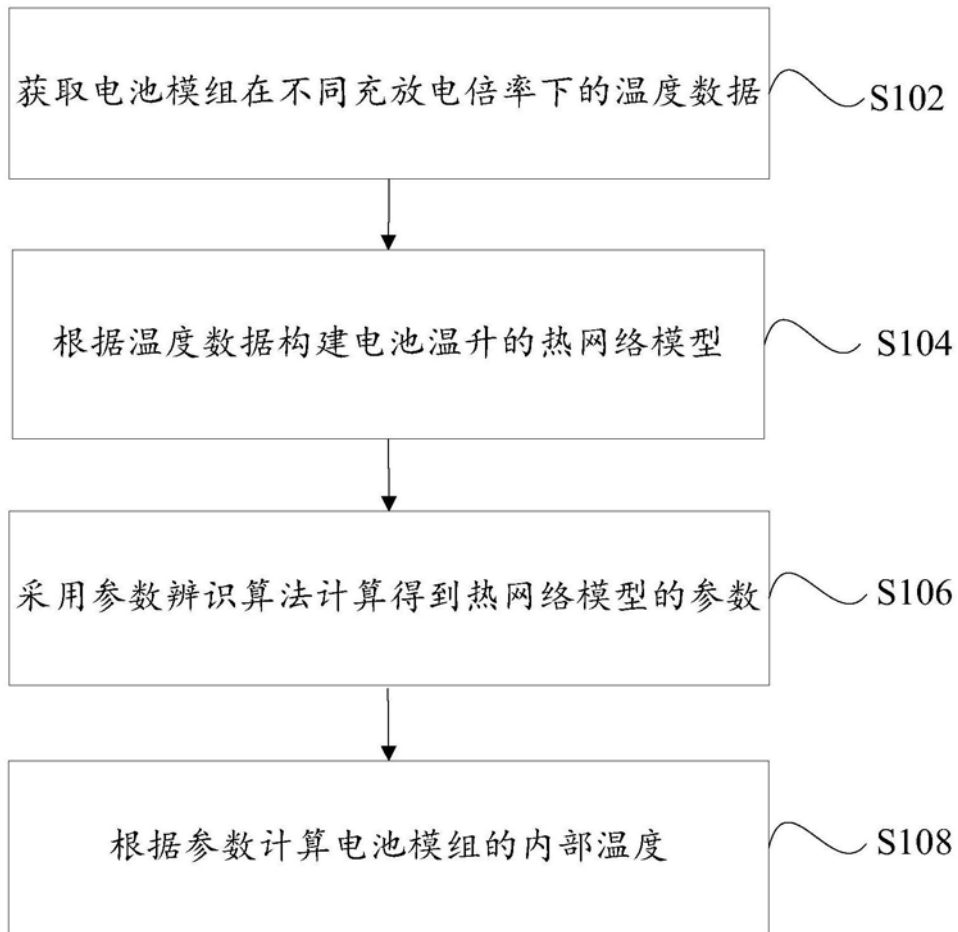 获取电池模组在不同充放电倍率下的温度数据
S102
根据温度数据构建电池温升的热网络模型
S104
采用参数辨识算法计算得到热网络模型的参数
S106
根据参数计算电池模组的内部温度
S108